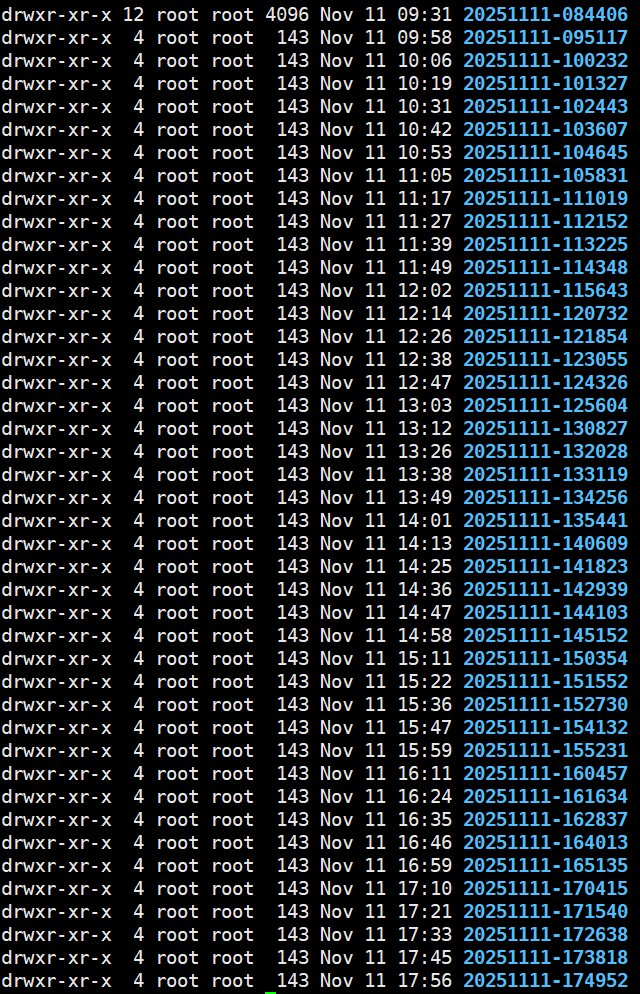 drwxr-xr-x 12 root root 4096 Nov 11 09:31 20251111-084406
drwxr-xr-x  4 root root  143 Nov 11 09:58 20251111-095117
drwxr-xr-x  4 root root  143 Nov 11 10:06 20251111-100232
drwxr-xr-x  4 root root  143 Nov 11 10:19 20251111-101327
drwxr-xr-x  4 root root  143 Nov 11 10:31 20251111-102443
drwxr-xr-x  4 root root  143 Nov 11 10:42 20251111-103607
drwxr-xr-x  4 root root  143 Nov 11 10:53 20251111-104645
drwxr-xr-x  4 root root  143 Nov 11 11:05 20251111-105831
drwxr-xr-x  4 root root  143 Nov 11 11:17 20251111-111019
drwxr-xr-x  4 root root  143 Nov 11 11:27 20251111-112152
drwxr-xr-x  4 root root  143 Nov 11 11:39 20251111-113225
drwxr-xr-x  4 root root  143 Nov 11 11:49 20251111-114348
drwxr-xr-x  4 root root  143 Nov 11 12:02 20251111-115643
drwxr-xr-x  4 root root  143 Nov 11 12:14 20251111-120732
drwxr-xr-x  4 root root  143 Nov 11 12:26 20251111-121854
drwxr-xr-x  4 root root  143 Nov 11 12:38 20251111-123055
drwxr-xr-x  4 root root  143 Nov 11 12:47 20251111-124326
drwxr-xr-x  4 root root  143 Nov 11 13:03 20251111-125604
drwxr-xr-x  4 root root  143 Nov 11 13:12 20251111-130827
drwxr-xr-x  4 root root  143 Nov 11 13:26 20251111-132028
drwxr-xr-x  4 root root  143 Nov 11 13:38 20251111-133119
drwxr-xr-x  4 root root  143 Nov 11 13:49 20251111-134256
drwxr-xr-x  4 root root  143 Nov 11 14:01 20251111-135441
drwxr-xr-x  4 root root  143 Nov 11 14:13 20251111-140609
drwxr-xr-x  4 root root  143 Nov 11 14:25 20251111-141823
drwxr-xr-x  4 root root  143 Nov 11 14:36 20251111-142939
drwxr-xr-x  4 root root  143 Nov 11 14:47 20251111-144103
drwxr-xr-x  4 root root  143 Nov 11 14:58 20251111-145152
drwxr-xr-x  4 root root  143 Nov 11 15:11 20251111-150354
drwxr-xr-x  4 root root  143 Nov 11 15:22 20251111-151552
drwxr-xr-x  4 root root  143 Nov 11 15:36 20251111-152730
drwxr-xr-x  4 root root  143 Nov 11 15:47 20251111-154132
drwxr-xr-x  4 root root  143 Nov 11 15:59 20251111-155231
drwxr-xr-x  4 root root  143 Nov 11 16:11 20251111-160457
drwxr-xr-x  4 root root  143 Nov 11 16:24 20251111-161634
drwxr-xr-x  4 root root  143 Nov 11 16:35 20251111-162837
drwxr-xr-x  4 root root  143 Nov 11 16:46 20251111-164013
drwxr-xr-x  4 root root  143 Nov 11 16:59 20251111-165135
drwxr-xr-x  4 root root  143 Nov 11 17:10 20251111-170415
drwxr-xr-x  4 root root  143 Nov 11 17:21 20251111-171540
drwxr-xr-x  4 root root  143 Nov 11 17:33 20251111-172638
drwxr-xr-x  4 root root  143 Nov 11 17:45 20251111-173818
drwxr-xr-x  4 root root  143 Nov 11 17:56 20251111-174952